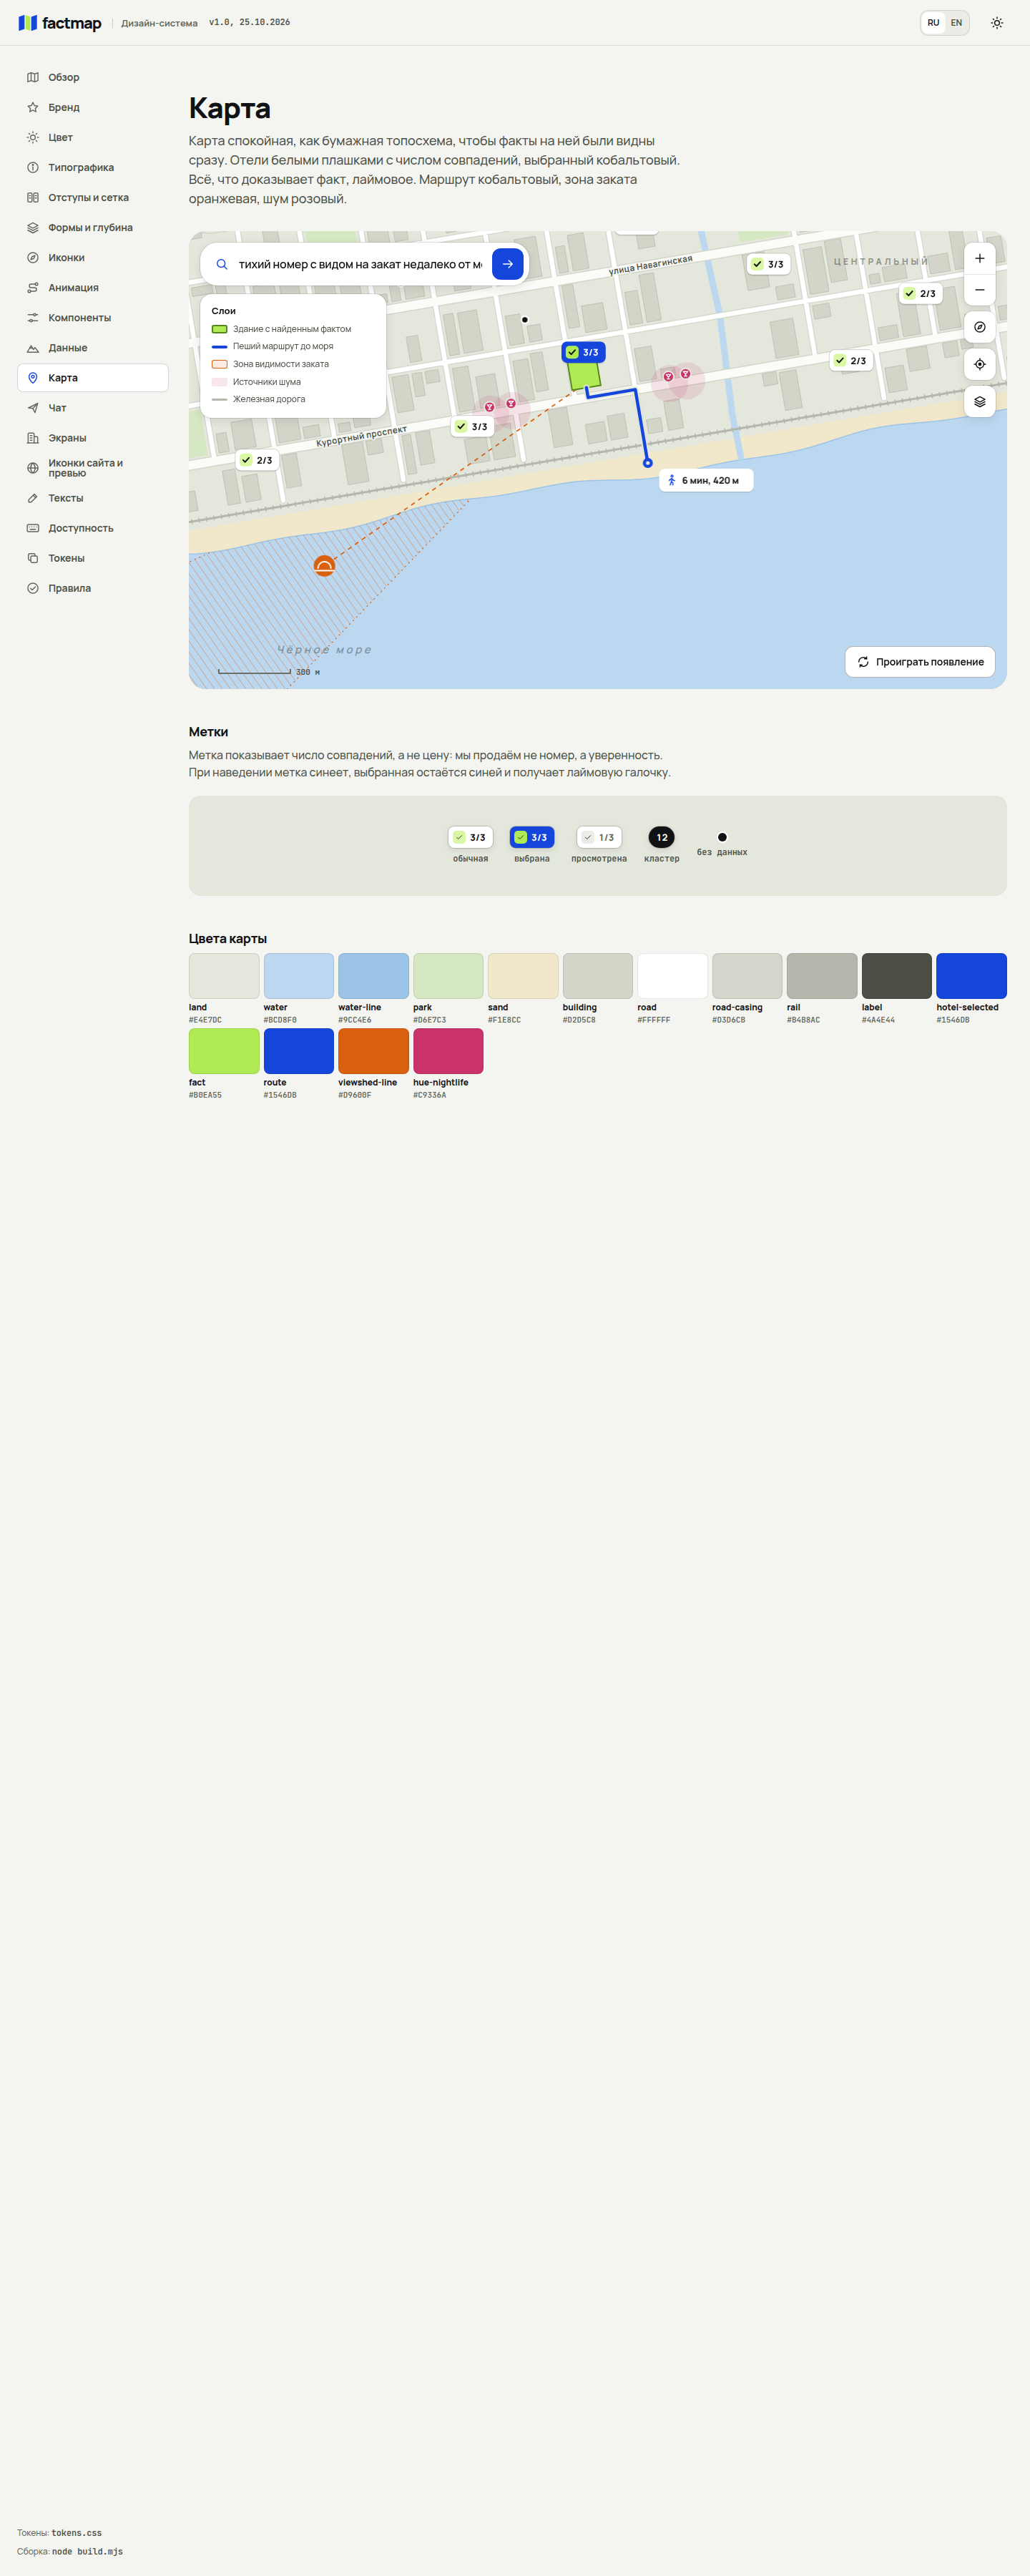 factmap
Дизайн-система
v1.0, 25.10.2026
RU
EN
Обзор
Бренд
Цвет
Типографика
Отступы и сетка
Формы и глубина
Иконки
Анимация
Компоненты
Данные
Карта
Чат
Экраны
Иконки сайта и
превью
Тексты
Доступность
Токены
Правила
Карта
Карта спокойная, как бумажная топосхема, чтобы факты на ней были видны
сразу. Отели белыми плашками с числом совпадений, выбранный кобальтовый.
Всё, что доказывает факт, лаймовое. Маршрут кобальтовый, зона заката
оранжевая, шум розовый.
тихий номер с видом на закат недалеко от м
улица Навагинская
3/3
ЦЕНТРАЛЬНЫЙ
2/3
Слои
Здание с найденным фактом
Пеший маршрут до моря
Зона видимости заката
Источники шума
Железная дорога
3/3
2/3
3/3
Курортный проспект
2/3
6 мин, 420 м
Чёрное море
300 м
Проиграть появление
Метки
Метка показывает число совпадений, а не цену: мы продаём не номер, а уверенность.
При наведении метка синеет, выбранная остаётся синей и получает лаймовую галочку.
3/3
3/3
1/3
12
обычная
выбрана
просмотрена
кластер
без данных
Цвета карты
land
water
water-line
park
sand
building
road
road-casing
rail
label
hotel-selected
#E4E7DC
#BCD8F0
#9CC4E6
#D6E7C3
#F1E8CC
#D2D5C8
#FFFFFF
#D3D6CB
#B4B8AC
#4A4E44
#1546DB
fact
route
viewshed-line
hue-nightlife
#B0EA55
#1546DB
#D9600F
#C9336A
Токены: tokens.css
Сборка: node build.mjs